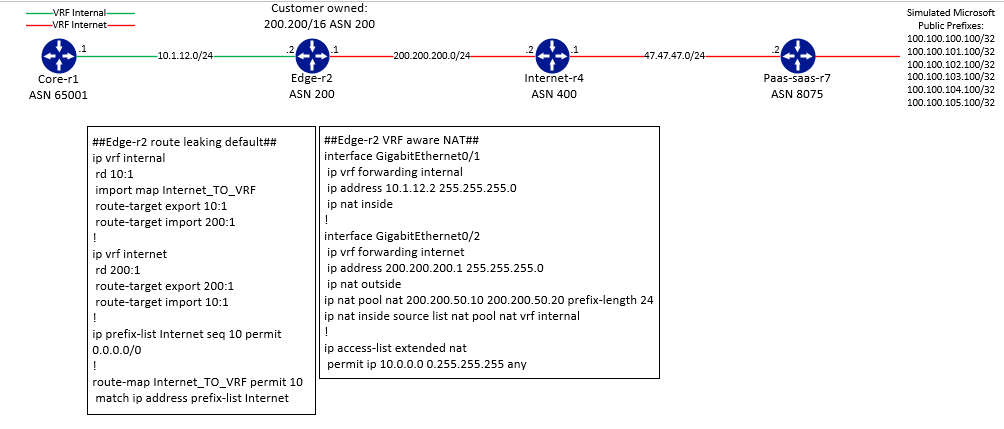 VRF Internal
VRF Internet
Customer owned:
200.200/16 ASN 200
Simulated Microsoft
Public Prefixes:
100.100.100.100/32
100.100.101.100/32
100.100.102.100/32
100.100.103.100/32
100.100.104.100/32
100.100.105.100/32
.1
10.1.12.0/24
.2
.1
200.200.200.0/24
.2
.1
47.47.47.0/24
.2
Core-r1
ASN 65001
Edge-r2
ASN 200
Internet-r4
ASN 400
Paas-saas-r7
ASN 8075
##Edge-r2 route leaking default##
ip vrf internal
rd 10:1
import map Internet_TO_VRF
route-target export 10:1
route-target import 200:1
!
ip vrf internet
rd 200:1
route-target export 200:1
route-target import 10:1
!
ip prefix-list Internet seq 10 permit
0.0.0.0/0
!
route-map Internet_TO_VRF permit 10
match ip address prefix-list Internet
##Edge-r2 VRF aware NAT##
interface GigabitEthernet0/1
ip vrf forwarding internal
ip address 10.1.12.2 255.255.255.0
ip nat inside
!
interface GigabitEthernet0/2
ip vrf forwarding internet
ip address 200.200.200.1 255.255.255.0
ip nat outside
ip nat pool nat 200.200.50.10 200.200.50.20 prefix-length 24
ip nat inside source list nat pool nat vrf internal
!
ip access-list extended nat
permit ip 10.0.0.0 0.255.255.255 any